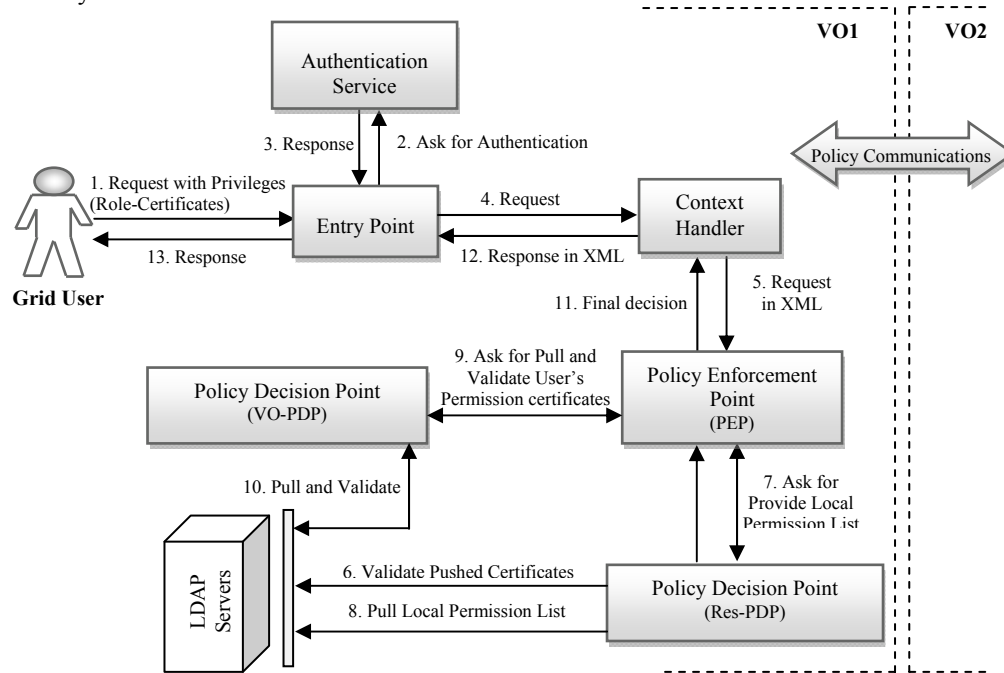 VO1
VO2
Authentication
Service
3. Response
2. Ask for Authentication
Policy Communications
1. Request with Privileges
(Role-Certificates)
Entry Point
4. Request
Context
Handler
13. Response
12. Response in XML
Grid User
11. Final decision
5. Request
in XML
9. Ask for Pull and
Validate User's
Permission certificates
Policy Decision Point
(VO-PDP)
Policy Enforcement
Point
(PEP)
10. Pull and Validate
7. Ask for
Provide Local
Permission List
LDAP
Servers
6. Validate Pushed Certificates
8. Pull Local Permission List
Policy Decision Point
(Res-PDP)